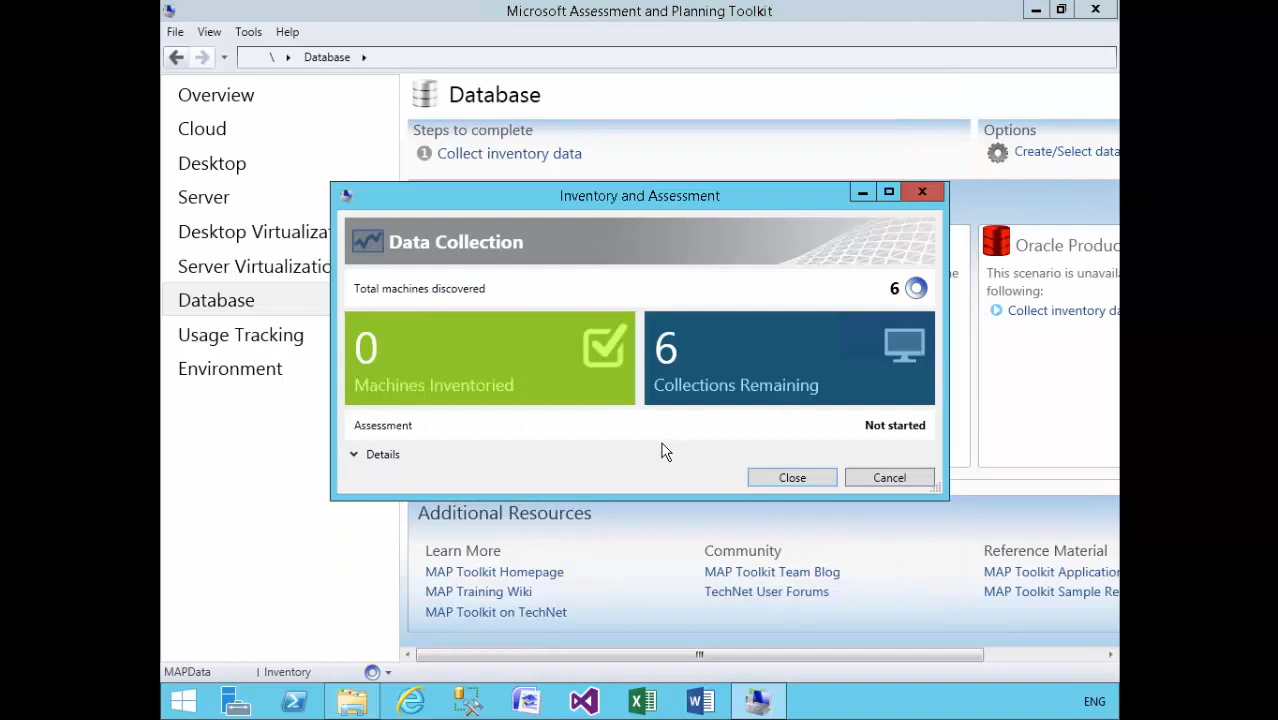 Microsoft Assessment and Planning Toolkit
File View Tools Help
\ Database
Overview
Cloud
Desktop
Server
Desktop Virtualiza
Server Virtualizatio
Database
Usage Tracking
Environment
Database
Steps to complete
1 Collect inventory data
Options
Create/Select data
Inventory and Assessment
Data Collection
Total machines discovered 6
0
Machines Inventoried
6
Collections Remaining
Assessment Not started
Details
Close Cancel
he
Oracle Produc
This scenario is unavai
following:
Collect inventory da
Additional Resources
Learn More
MAP Toolkit Homepage
MAP Training Wiki
MAP Toolkit on TechNet
Community
MAP Toolkit Team Blog
TechNet User Forums
Reference Material
MAP Toolkit Application
MAP Toolkit Sample Re
MAPData | Inventory
ENG